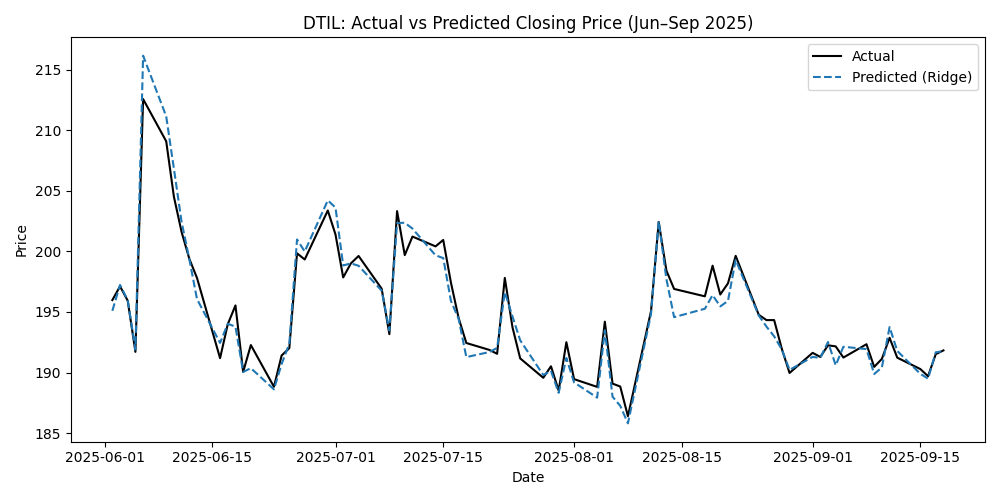 DTIL: Actual vs Predicted Closing Price (Jun–Sep 2025)
Actual
Predicted (Ridge)
Price
215
210
205
200
195
190
185
2025-06-01 2025-06-15 2025-07-01 2025-07-15 2025-08-01 2025-08-15 2025-09-01 2025-09-15
Date